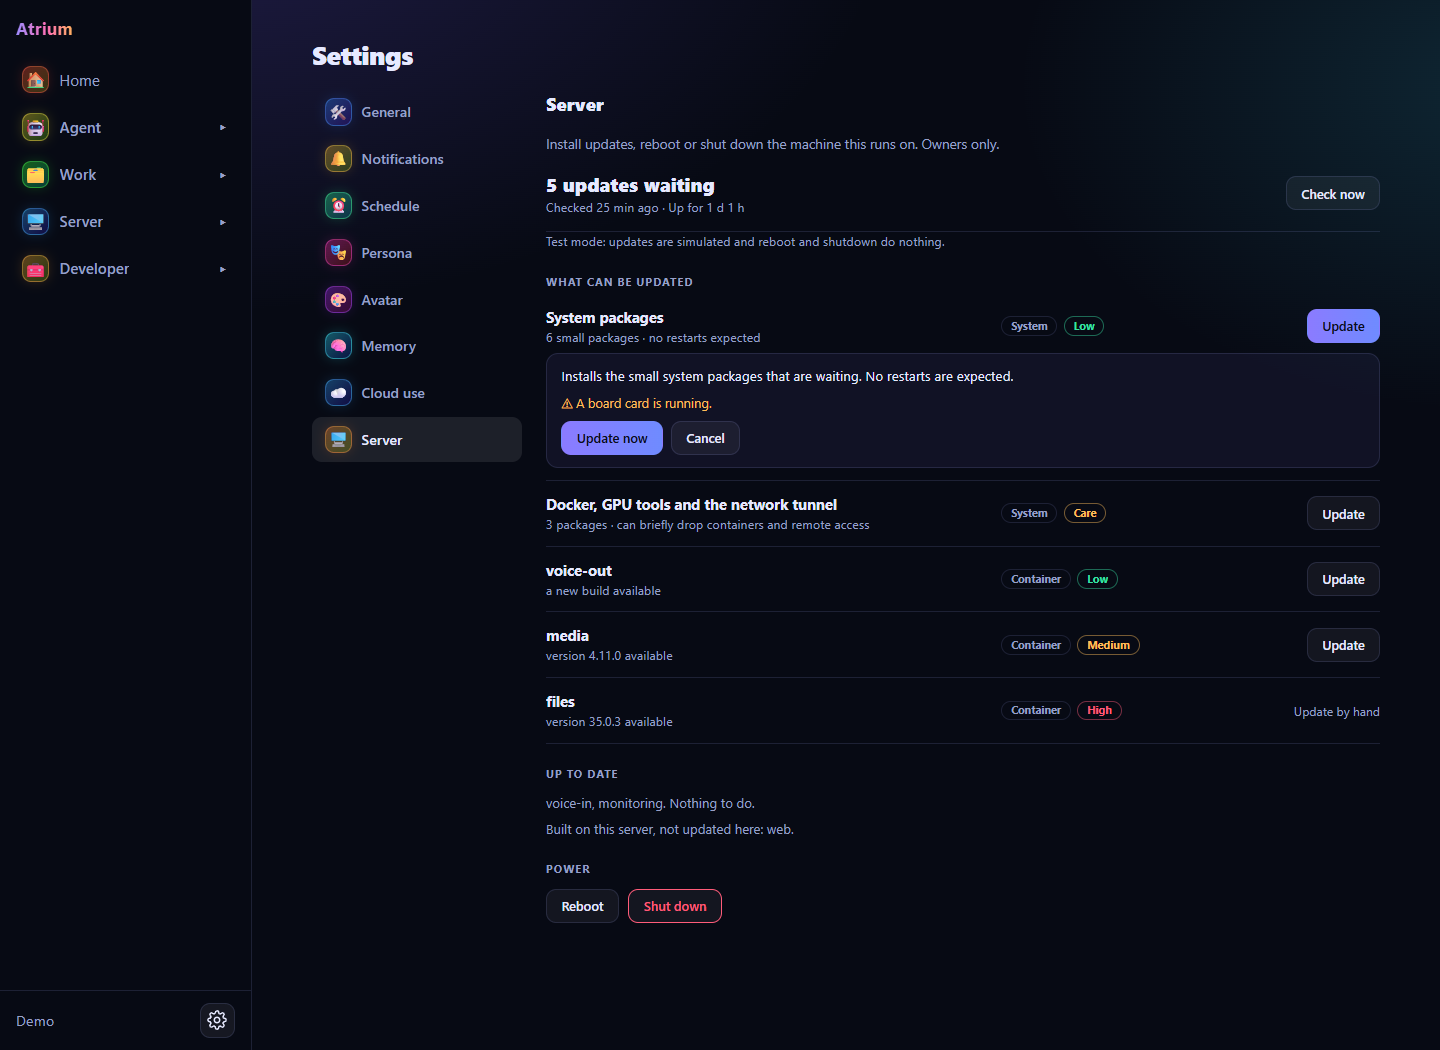 Atrium
Home
Agent
Work
Server
Developer
Demo
Settings
General
Notifications
Schedule
Persona
Avatar
Memory
Cloud use
Server
Server
Install updates, reboot or shut down the machine this runs on. Owners only.
5 updates waiting
Checked 25 min ago · Up for 1 d 1 h
Check now
Test mode: updates are simulated and reboot and shutdown do nothing.
WHAT CAN BE UPDATED
System packages
6 small packages · no restarts expected
System Low
Update
Installs the small system packages that are waiting. No restarts are expected.
⚠ A board card is running.
Update now Cancel
Docker, GPU tools and the network tunnel
3 packages · can briefly drop containers and remote access
System Care
Update
voice-out
a new build available
Container Low
Update
media
version 4.11.0 available
Container Medium
Update
files
version 35.0.3 available
Container High
Update by hand
UP TO DATE
voice-in, monitoring. Nothing to do.
Built on this server, not updated here: web.
POWER
Reboot Shut down